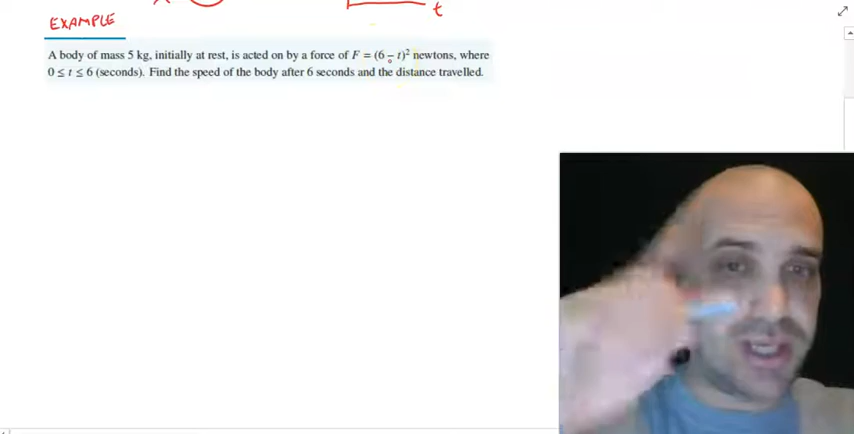 t
EXAMPLE
A body of mass 5 kg, initially at rest, is acted on by a force of F = (6 − t)² newtons, where
0 ≤ t ≤ 6 (seconds). Find the speed of the body after 6 seconds and the distance travelled.